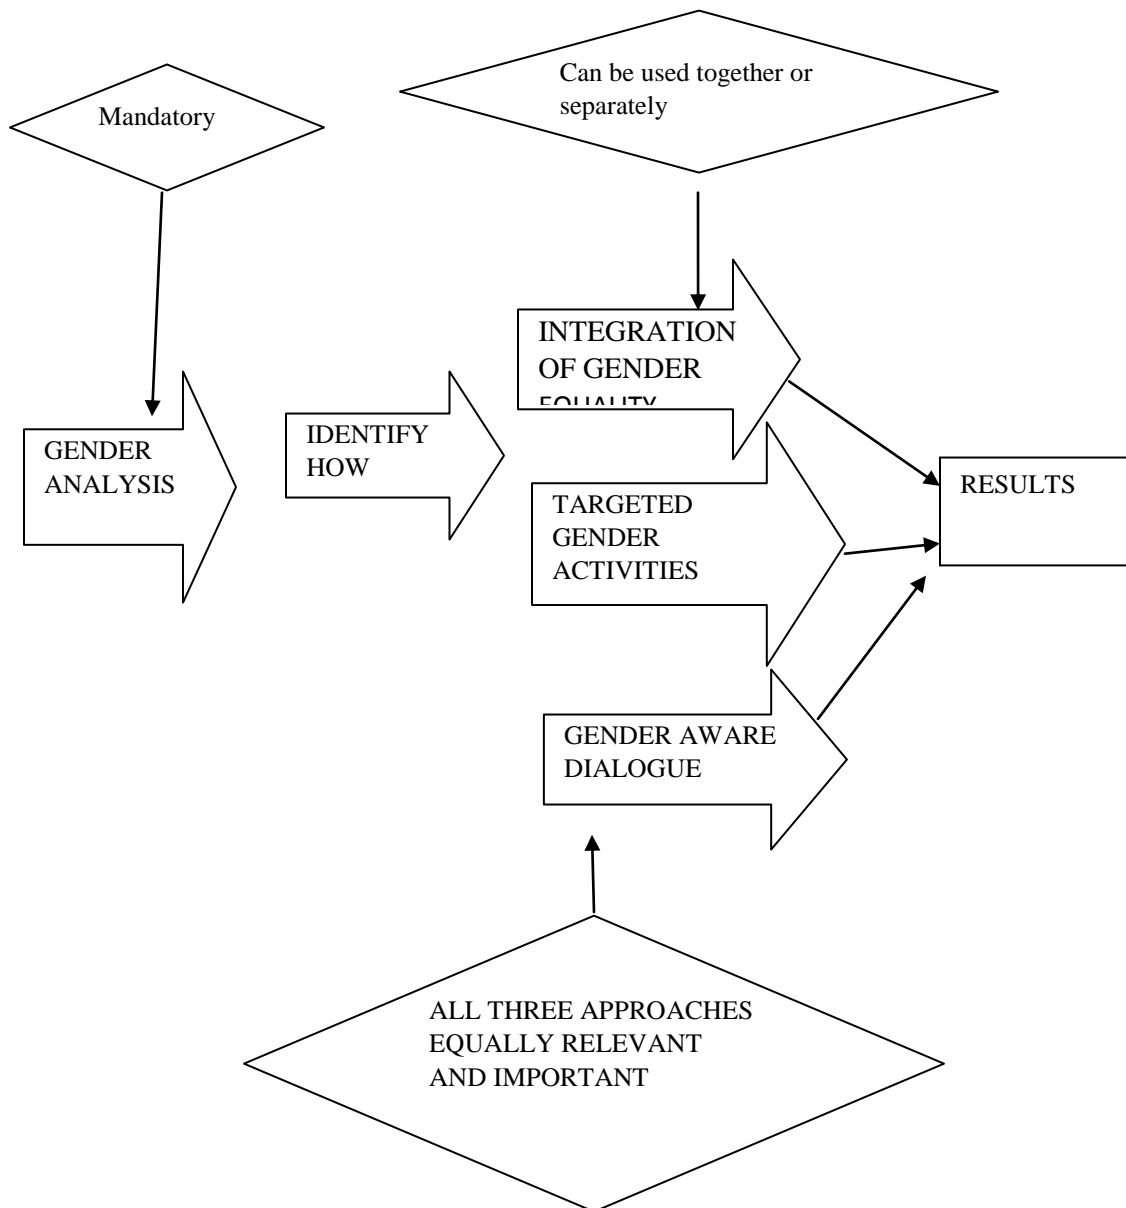 Mandatory
Can be used together or
separately
GENDER
ANALYSIS
IDENTIFY
HOW
INTEGRATION
OF GENDER
EQUALITY
TARGETED
GENDER
ACTIVITIES
GENDER AWARE
DIALOGUE
RESULTS
ALL THREE APPROACHES
EQUALLY RELEVANT
AND IMPORTANT